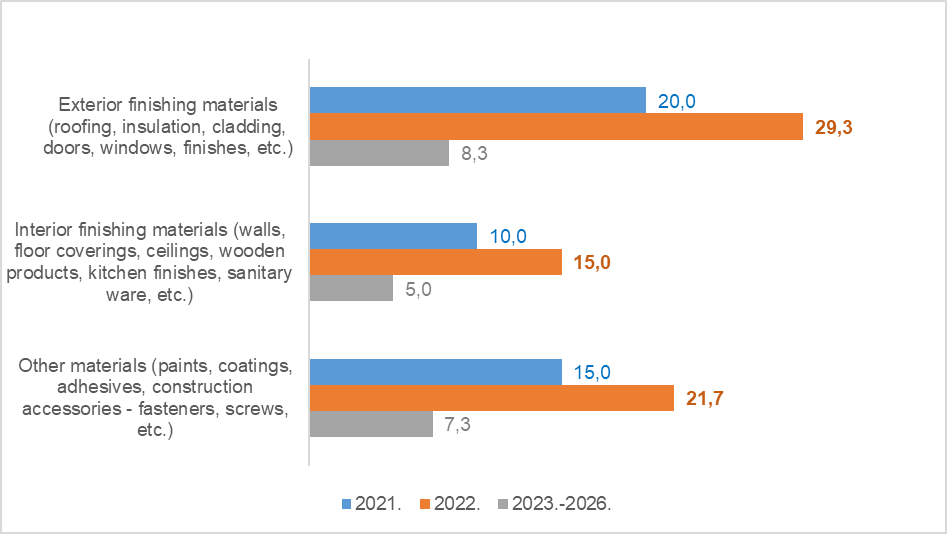 Exterior finishing materials
(roofing, insulation, cladding,
doors, windows, finishes, etc.)
20,0
29,3
8,3
Interior finishing materials (walls,
floor coverings, ceilings, wooden
products, kitchen finishes, sanitary
ware, etc.)
10,0
15,0
5,0
Other materials (paints, coatings,
adhesives, construction
accessories - fasteners, screws,
etc.)
15,0
21,7
7,3
2021. 2022. 2023.-2026.